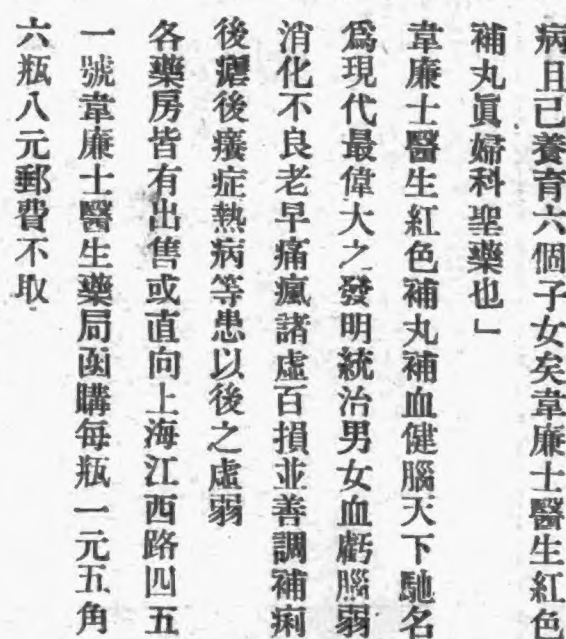 病且已養育六個子女矣韋廉士醫生紅色
補丸眞婦科聖藥也」
韋廉士醫生紅色補丸補血健腦天下馳名
爲現代最偉大之發明統治男女血虧腦弱
消化不良老早痛瘋諸虛百損並善調補痢
後瘧後癢症熱病等患以後之虛弱
各藥房皆有出售或直向上海江西路四五
一號韋廉士醫生藥局函購每瓶一元五角
六瓶八元郵費不取